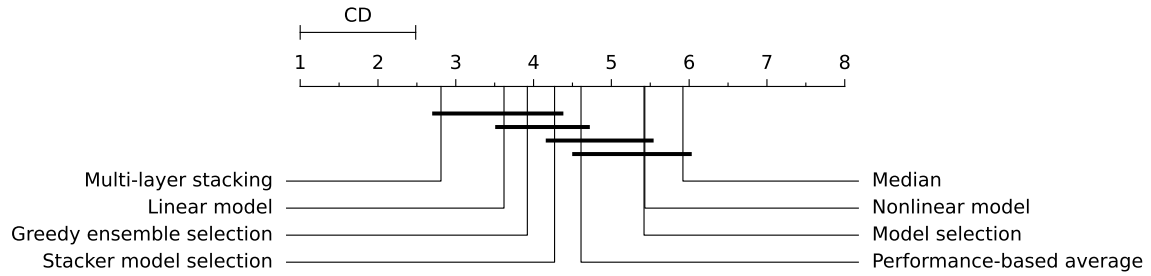 CD
1 2 3 4 5 6 7 8
Multi-layer stacking
Linear model
Greedy ensemble selection
Stacker model selection
Median
Nonlinear model
Model selection
Performance-based average